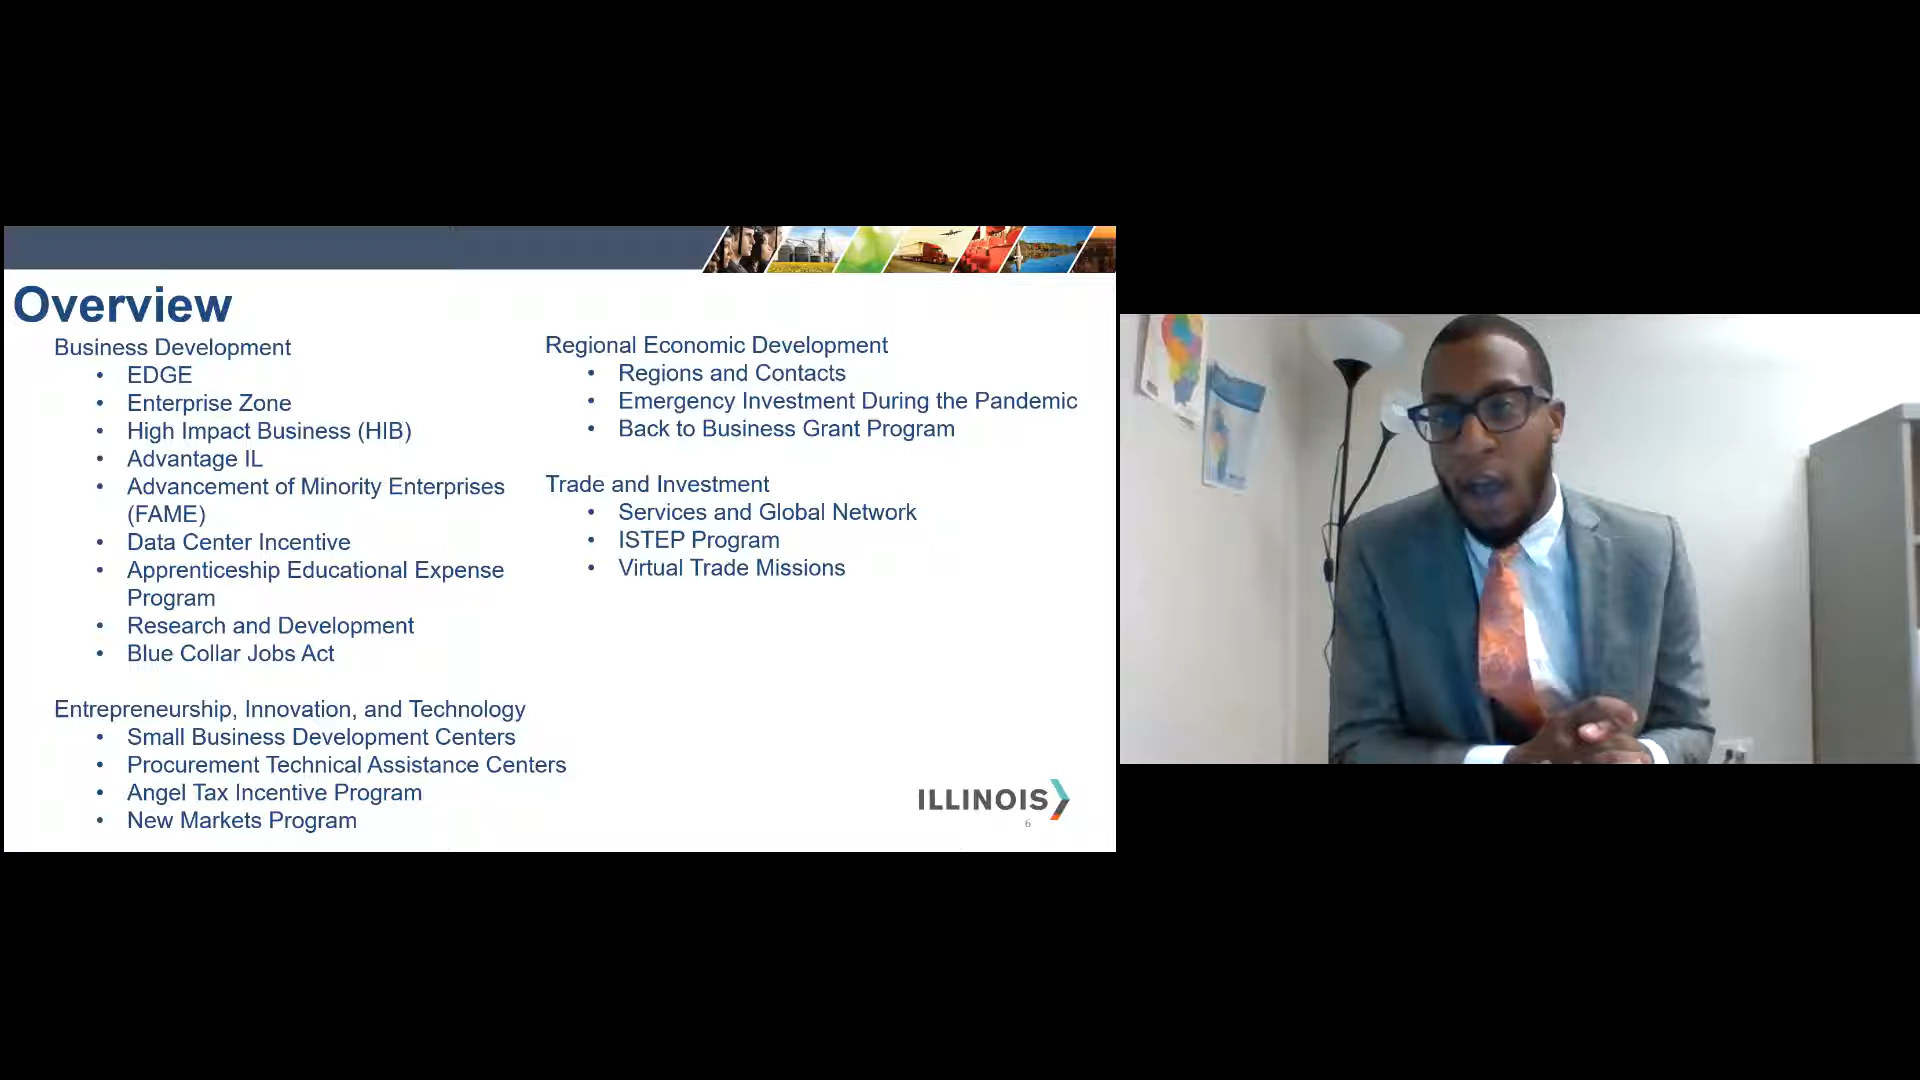 Overview
Business Development
• EDGE
• Enterprise Zone
• High Impact Business (HIB)
• Advantage IL
• Advancement of Minority Enterprises
(FAME)
• Data Center Incentive
• Apprenticeship Educational Expense
Program
• Research and Development
• Blue Collar Jobs Act
Entrepreneurship, Innovation, and Technology
• Small Business Development Centers
• Procurement Technical Assistance Centers
• Angel Tax Incentive Program
• New Markets Program
Regional Economic Development
• Regions and Contacts
• Emergency Investment During the Pandemic
• Back to Business Grant Program
Trade and Investment
• Services and Global Network
• ISTEP Program
• Virtual Trade Missions
ILLINOIS
6